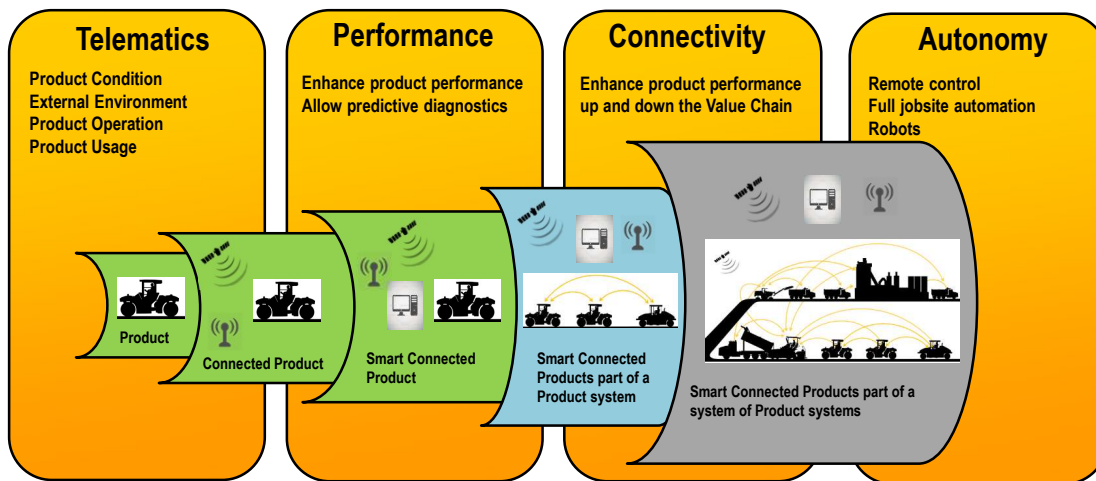 Telematics
Product Condition
External Environment
Product Operation
Product Usage
Performance
Enhance product performance
Allow predictive diagnostics
Connectivity
Enhance product performance
up and down the Value Chain
Autonomy
Remote control
Full jobsite automation
Robots
Product
Connected Product
Smart Connected
Product
Smart Connected
Products part of a
Product system
Smart Connected Products part of a
system of Product systems